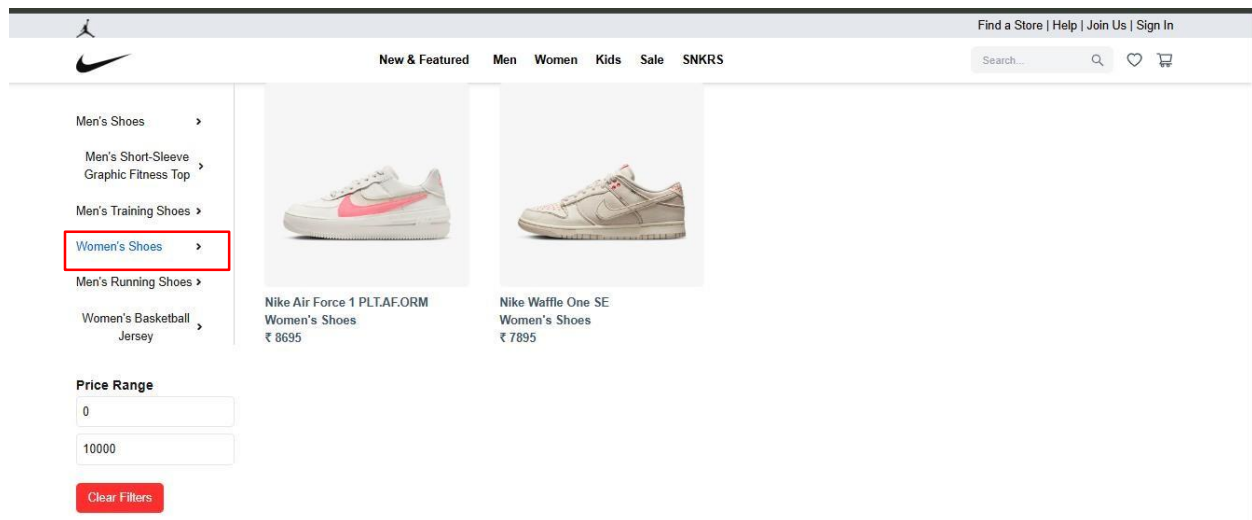 Find a Store | Help | Join Us | Sign In
New & Featured Men Women Kids Sale SNKRS
Search...
Men's Shoes
Men's Short-Sleeve
Graphic Fitness Top
Men's Training Shoes
Women's Shoes
Men's Running Shoes
Women's Basketball
Jersey
Price Range
0
10000
Clear Filters
Nike Air Force 1 PLT.AF.ORM
Women's Shoes
₹ 8695
Nike Waffle One SE
Women's Shoes
₹ 7895